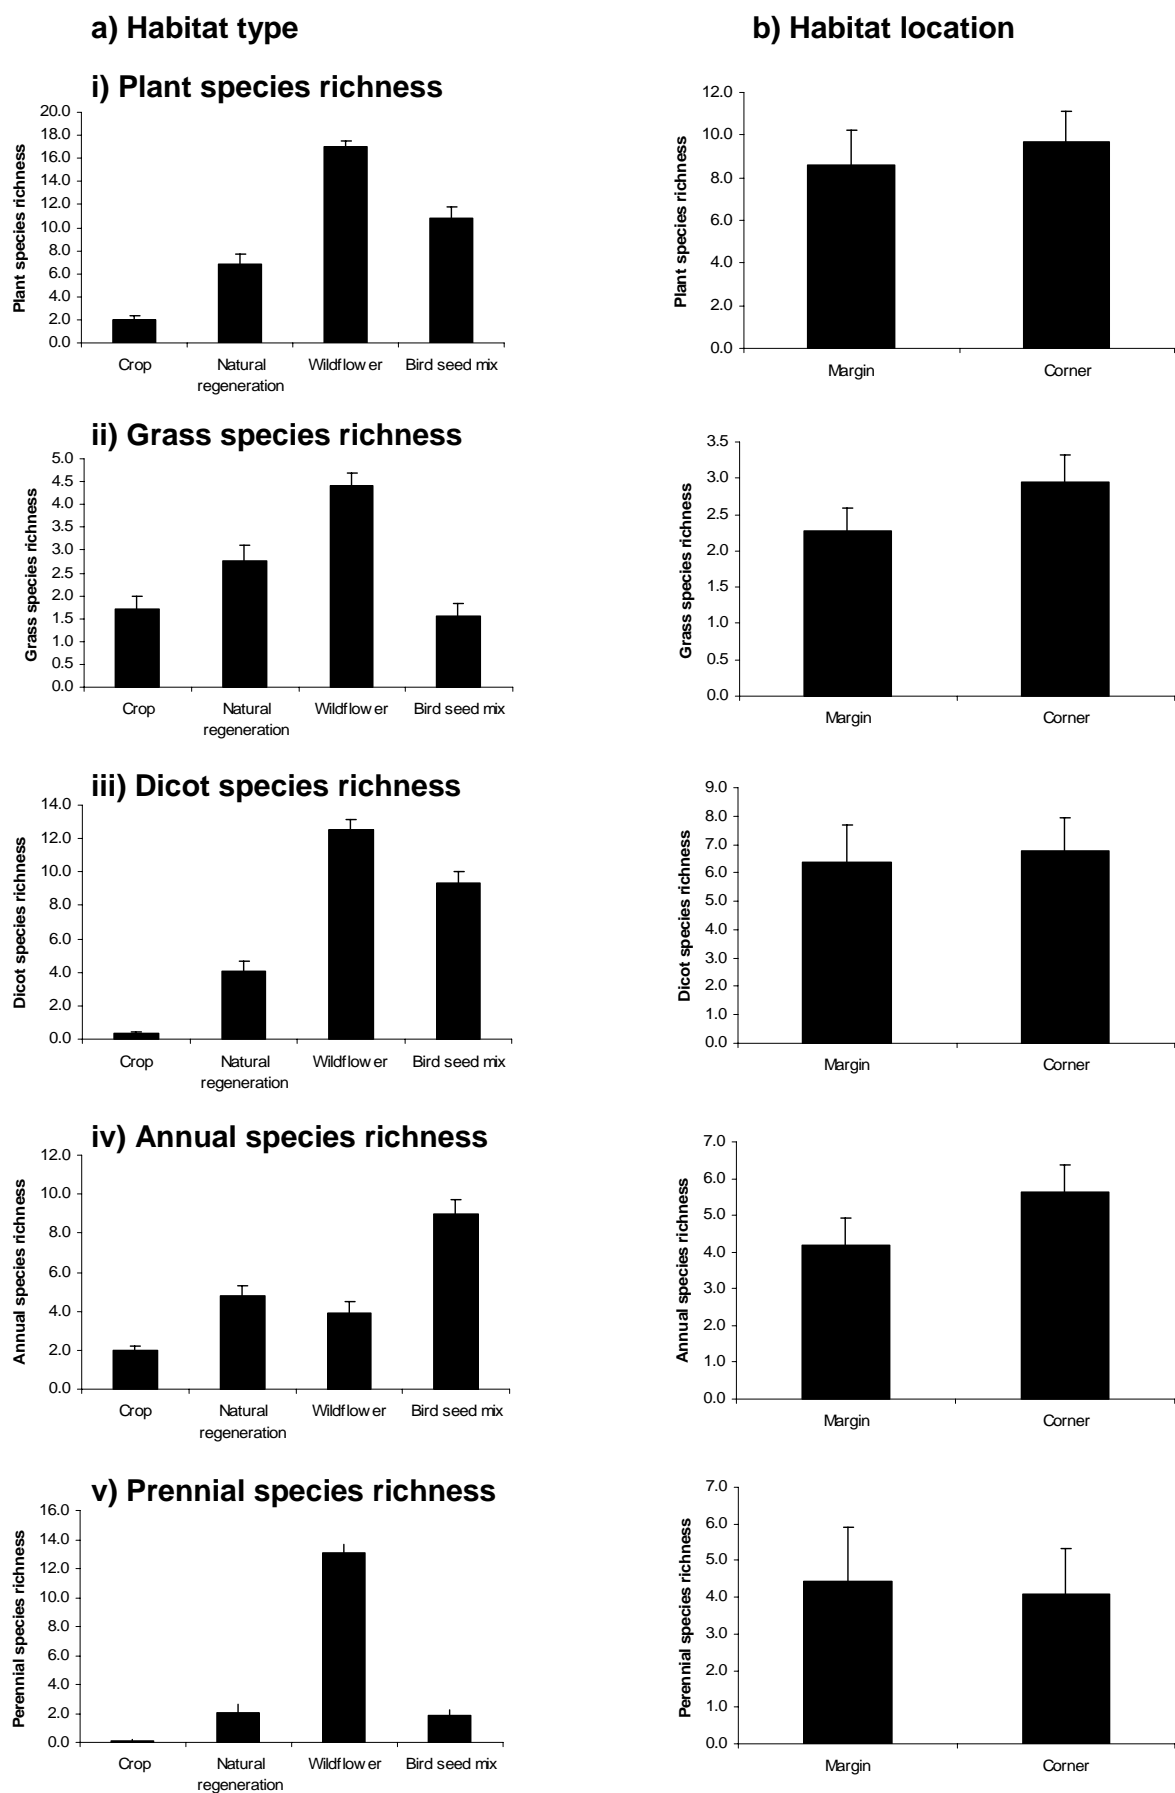 a) Habitat type
b) Habitat location
i) Plant species richness
Plant species richness
20.0
18.0
16.0
14.0
12.0
10.0
8.0
6.0
4.0
2.0
0.0
Crop
Natural
regeneration
Wildflower
Bird seed mix
Plant species richness
12.0
10.0
8.0
6.0
4.0
2.0
0.0
Margin
Corner
ii) Grass species richness
Grass species richness
5.0
4.5
4.0
3.5
3.0
2.5
2.0
1.5
1.0
0.5
0.0
Crop
Natural
regeneration
Wildflower
Bird seed mix
Grass species richness
3.5
3.0
2.5
2.0
1.5
1.0
0.5
0.0
Margin
Corner
iii) Dicot species richness
Dicot species richness
14.0
12.0
10.0
8.0
6.0
4.0
2.0
0.0
Crop
Natural
regeneration
Wildflower
Bird seed mix
Dicot species richness
9.0
8.0
7.0
6.0
5.0
4.0
3.0
2.0
1.0
0.0
Margin
Corner
iv) Annual species richness
Annual species richness
12.0
10.0
8.0
6.0
4.0
2.0
0.0
Crop
Natural
regeneration
Wildflower
Bird seed mix
Annual species richness
7.0
6.0
5.0
4.0
3.0
2.0
1.0
0.0
Margin
Corner
v) Prennial species richness
Perennial species richness
16.0
14.0
12.0
10.0
8.0
6.0
4.0
2.0
0.0
Crop
Natural
regeneration
Wildflower
Bird seed mix
Perennial species richness
7.0
6.0
5.0
4.0
3.0
2.0
1.0
0.0
Margin
Corner